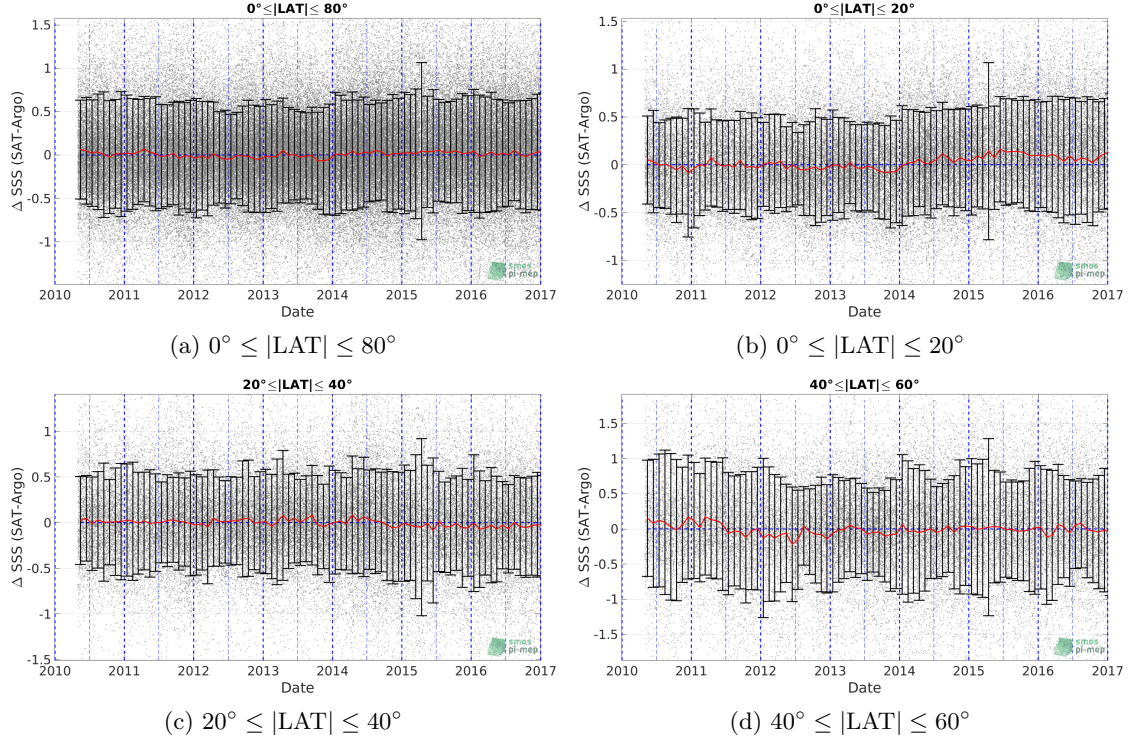 0°≤|LAT|≤ 80°
1.5
1
0.5
0
-0.5
-1
Δ SSS (SAT-Argo)
2010 2011 2012 2013 2014 2015 2016 2017
Date
smos
pi-mep
(a) 0° ≤ |LAT| ≤ 80°
0°≤|LAT|≤ 20°
1.5
1
0.5
0
-0.5
-1
Δ SSS (SAT-Argo)
2010 2011 2012 2013 2014 2015 2016 2017
Date
smos
pi-mep
(b) 0° ≤ |LAT| ≤ 20°
20°≤|LAT|≤ 40°
1
0.5
0
-0.5
-1
-1.5
Δ SSS (SAT-Argo)
2010 2011 2012 2013 2014 2015 2016 2017
Date
smos
pi-mep
(c) 20° ≤ |LAT| ≤ 40°
40°≤|LAT|≤ 60°
1.5
1
0.5
0
-0.5
-1
-1.5
Δ SSS (SAT-Argo)
2010 2011 2012 2013 2014 2015 2016 2017
Date
smos
pi-mep
(d) 40° ≤ |LAT| ≤ 60°